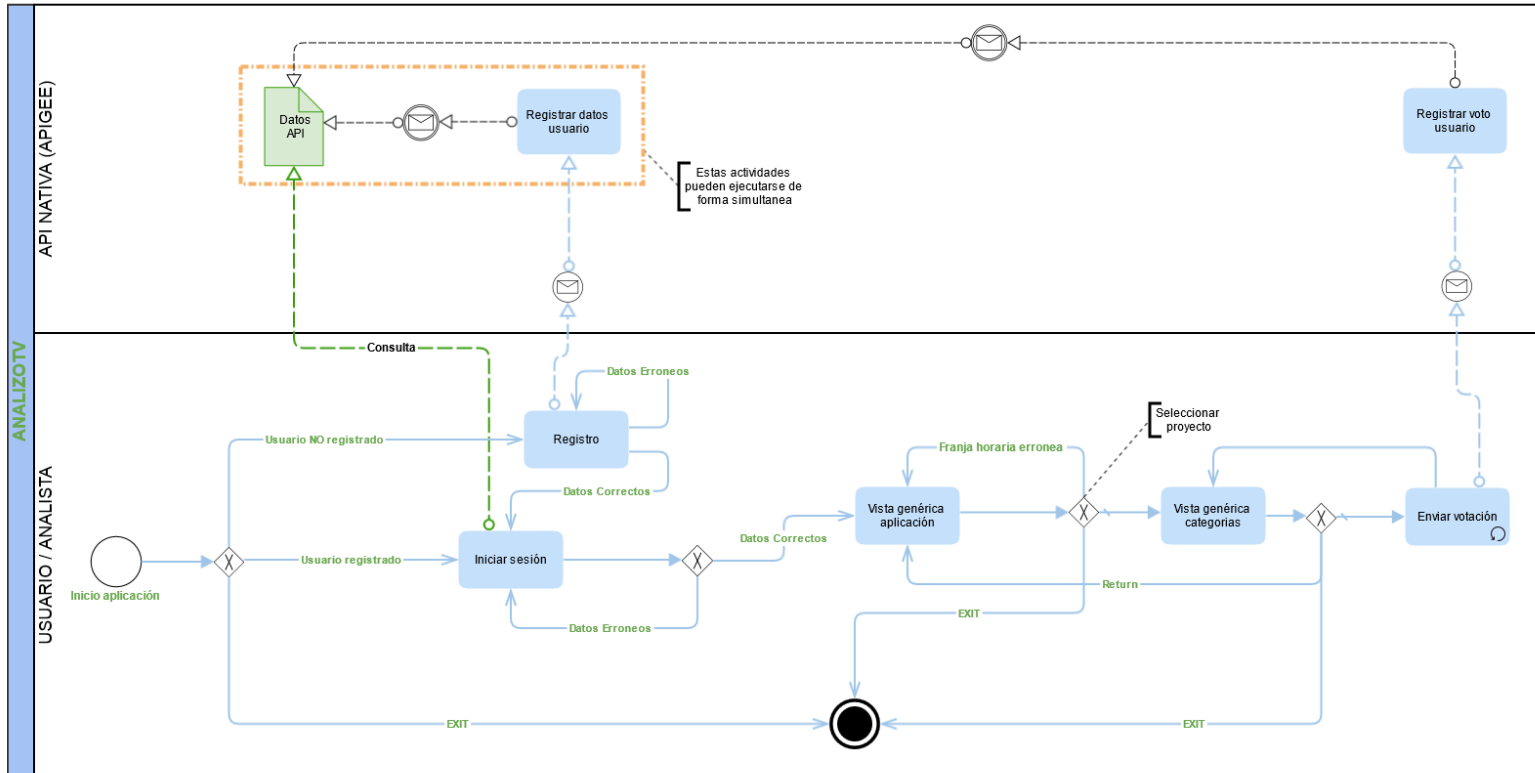 ANALIZOTV
API NATIVA (APIGEE)
Datos
API
Registrar datos
usuario
Registrar voto
usuario
Estas actividades
pueden ejecutarse de
forma simultanea
USUARIO / ANALISTA
Consulta
Datos Erroneos
Registro
Usuario NO registrado
Datos Correctos
Seleccionar
proyecto
Franja horaria erronea
Vista genérica
aplicación
Vista genérica
categorias
Enviar votación
Datos Correctos
X
X
Inicio aplicación
X
Usuario registrado
Iniciar sesión
X
Return
Datos Erroneos
EXIT
EXIT
EXIT